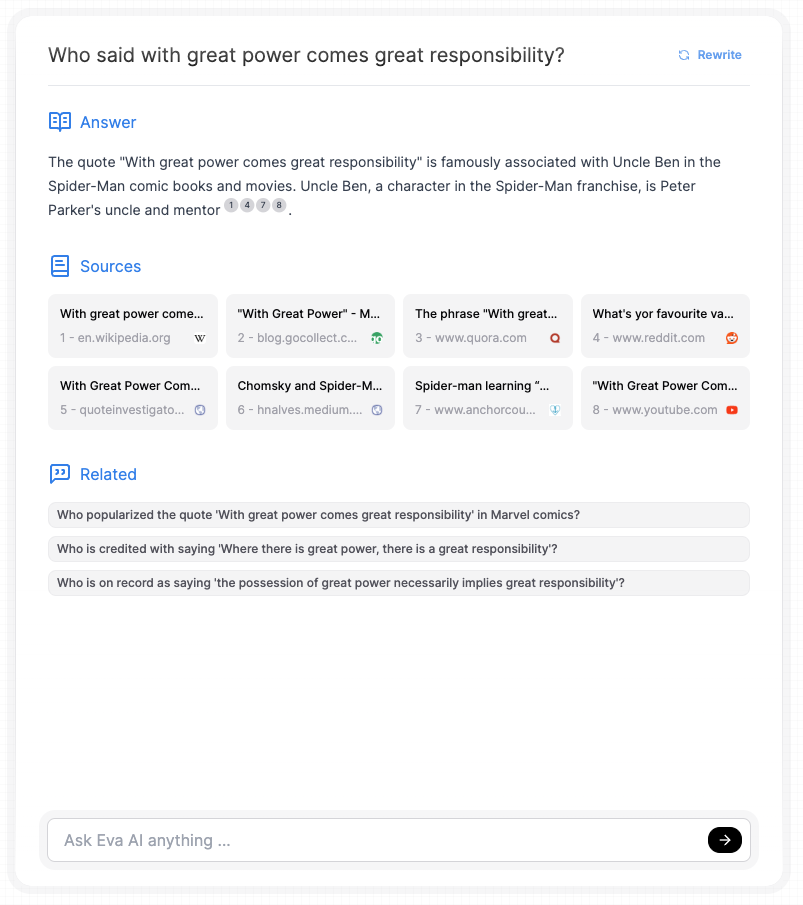 Who said with great power comes great responsibility?
Rewrite
Answer
The quote "With great power comes great responsibility" is famously associated with Uncle Ben in the
Spider-Man comic books and movies. Uncle Ben, a character in the Spider-Man franchise, is Peter
Parker's uncle and mentor 1 4 7 8 .
Sources
With great power come...
1 - en.wikipedia.org W
"With Great Power" - M...
2 - blog.gocollect.c...
The phrase "With great...
3 - www.quora.com
What's yor favourite va...
4 - www.reddit.com
With Great Power Com...
5 - quoteinvestigato...
Chomsky and Spider-M...
6 - hnalves.medium....
Spider-man learning “...
7 - www.anchorcou...
"With Great Power Com...
8 - www.youtube.com
Related
Who popularized the quote 'With great power comes great responsibility' in Marvel comics?
Who is credited with saying 'Where there is great power, there is a great responsibility'?
Who is on record as saying 'the possession of great power necessarily implies great responsibility'?
Ask Eva AI anything ...